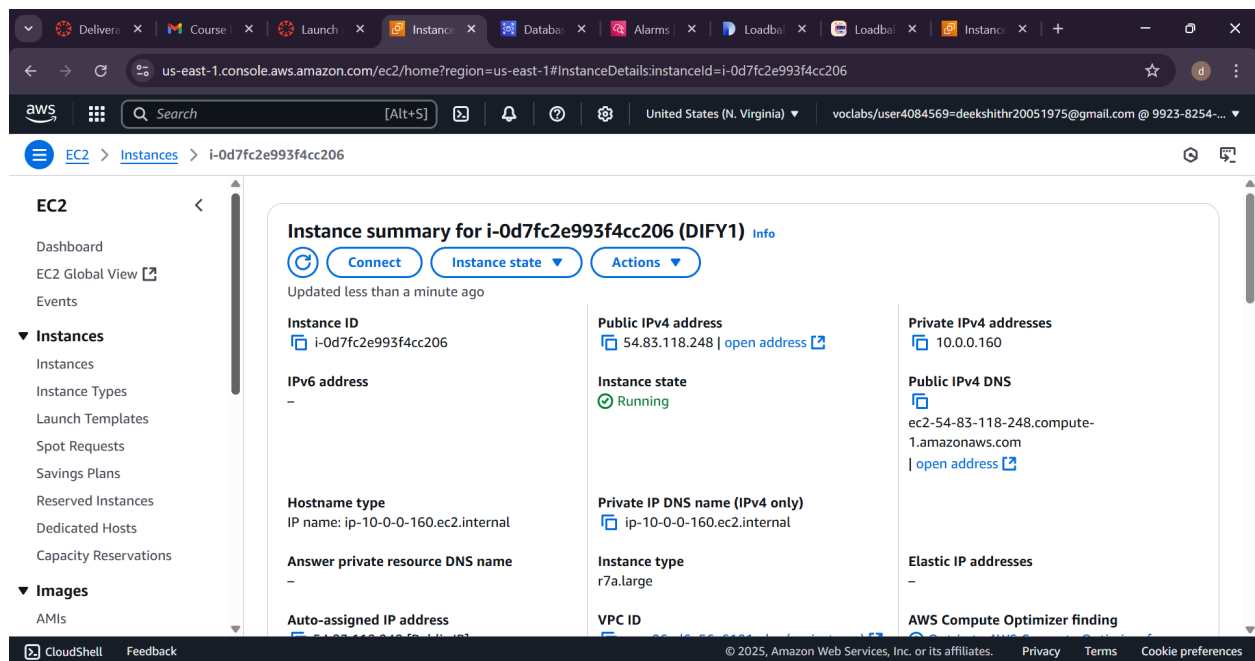 Delivera
Course
Launch
Instance
Databas
Alarms
Loadbal
Loadbal
Instance
us-east-1.console.aws.amazon.com/ec2/home?region=us-east-1#InstanceDetails:instanceId=i-0d7fc2e993f4cc206
d
aws
Search
[Alt+S]
United States (N. Virginia)
voclabs/user4084569=deekshithr20051975@gmail.com @ 9923-8254-...
EC2 > Instances > i-0d7fc2e993f4cc206
EC2
Dashboard
EC2 Global View
Events
Instances
Instances
Instance Types
Launch Templates
Spot Requests
Savings Plans
Reserved Instances
Dedicated Hosts
Capacity Reservations
Images
AMIs
Instance summary for i-0d7fc2e993f4cc206 (DIFY1) Info
Connect
Instance state
Actions
Updated less than a minute ago
Instance ID
i-0d7fc2e993f4cc206
Public IPv4 address
54.83.118.248 | open address
Private IPv4 addresses
10.0.0.160
IPv6 address
–
Instance state
Running
Public IPv4 DNS
ec2-54-83-118-248.compute-
1.amazonaws.com
| open address
Hostname type
IP name: ip-10-0-0-160.ec2.internal
Private IP DNS name (IPv4 only)
ip-10-0-0-160.ec2.internal
Answer private resource DNS name
–
Instance type
r7a.large
Elastic IP addresses
–
Auto-assigned IP address
VPC ID
AWS Compute Optimizer finding
CloudShell
Feedback
© 2025, Amazon Web Services, Inc. or its affiliates.
Privacy
Terms
Cookie preferences